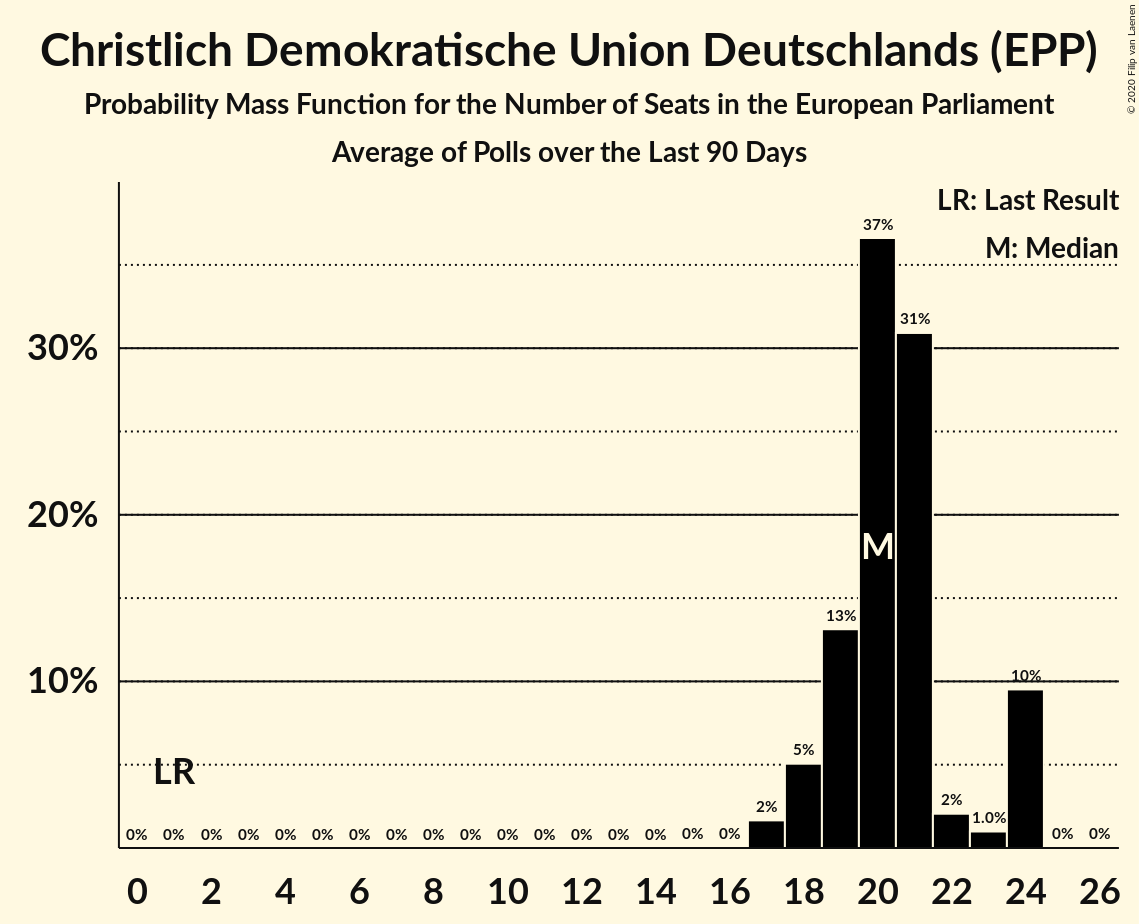 Christlich Demokratische Union Deutschlands (EPP)
Probability Mass Function for the Number of Seats in the European Parliament
Average of Polls over the Last 90 Days
© 2020 Filip van Laenen
LR: Last Result
M: Median
37%
31%
30%
20%
M
13%
10%
10%
5%
LR
2%
2%
1.0%
0% 0% 0% 0% 0% 0% 0% 0% 0% 0% 0% 0% 0% 0% 0% 0% 0% 0% 0%
0 2 4 6 8 10 12 14 16 18 20 22 24 26